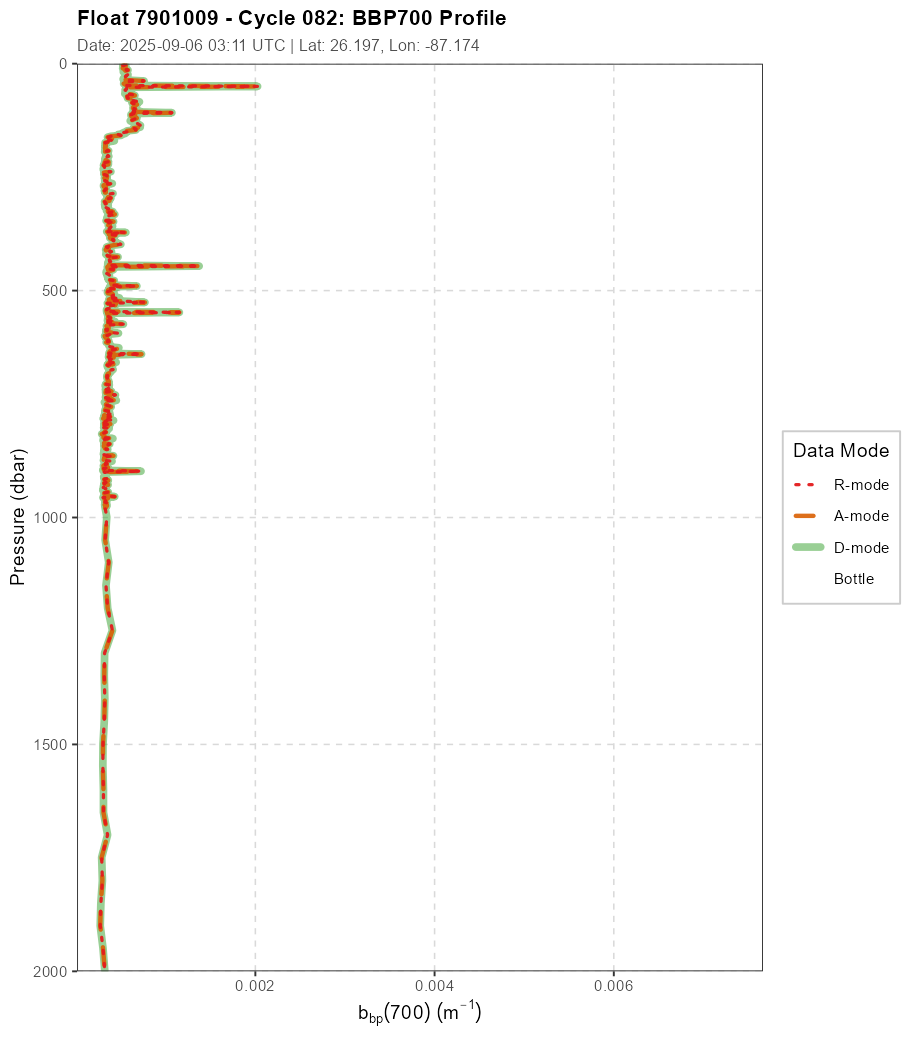 Float 7901009 - Cycle 082: BBP700 Profile
Date: 2025-09-06 03:11 UTC | Lat: 26.197, Lon: -87.174
0
500
1000
1500
2000
Pressure (dbar)
0.002
0.004
0.006
b_bp(700) (m⁻¹)
Data Mode
R-mode
A-mode
D-mode
Bottle